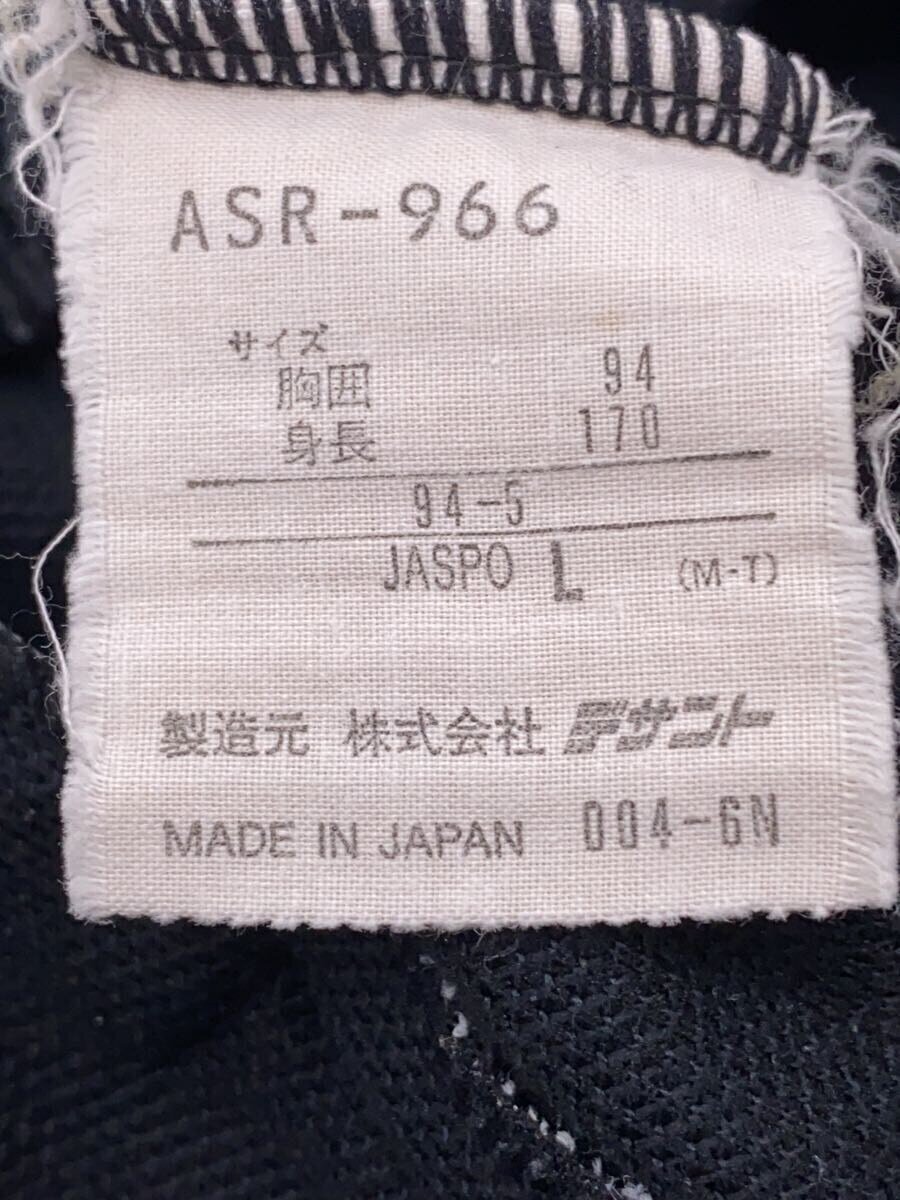 ASR-966
サイズ
胸囲 94
身長 170
94-5
JASPO L (M-T)
製造元 株式会社 デサント
MADE IN JAPAN 004-6N